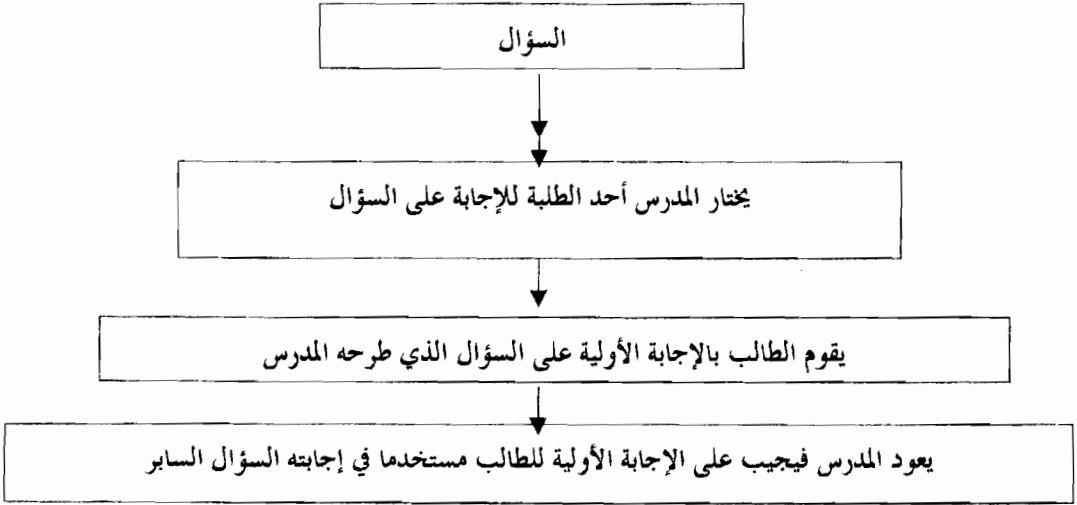 السؤال
يختار المدرس أحد الطلبة للإجابة على السؤال
يقوم الطالب بالإجابة الأولية على السؤال الذي طرحه المدرس
يعود المدرس فيجيب على الإجابة الأولية للطالب مستخدما في إجابته السؤال السابر